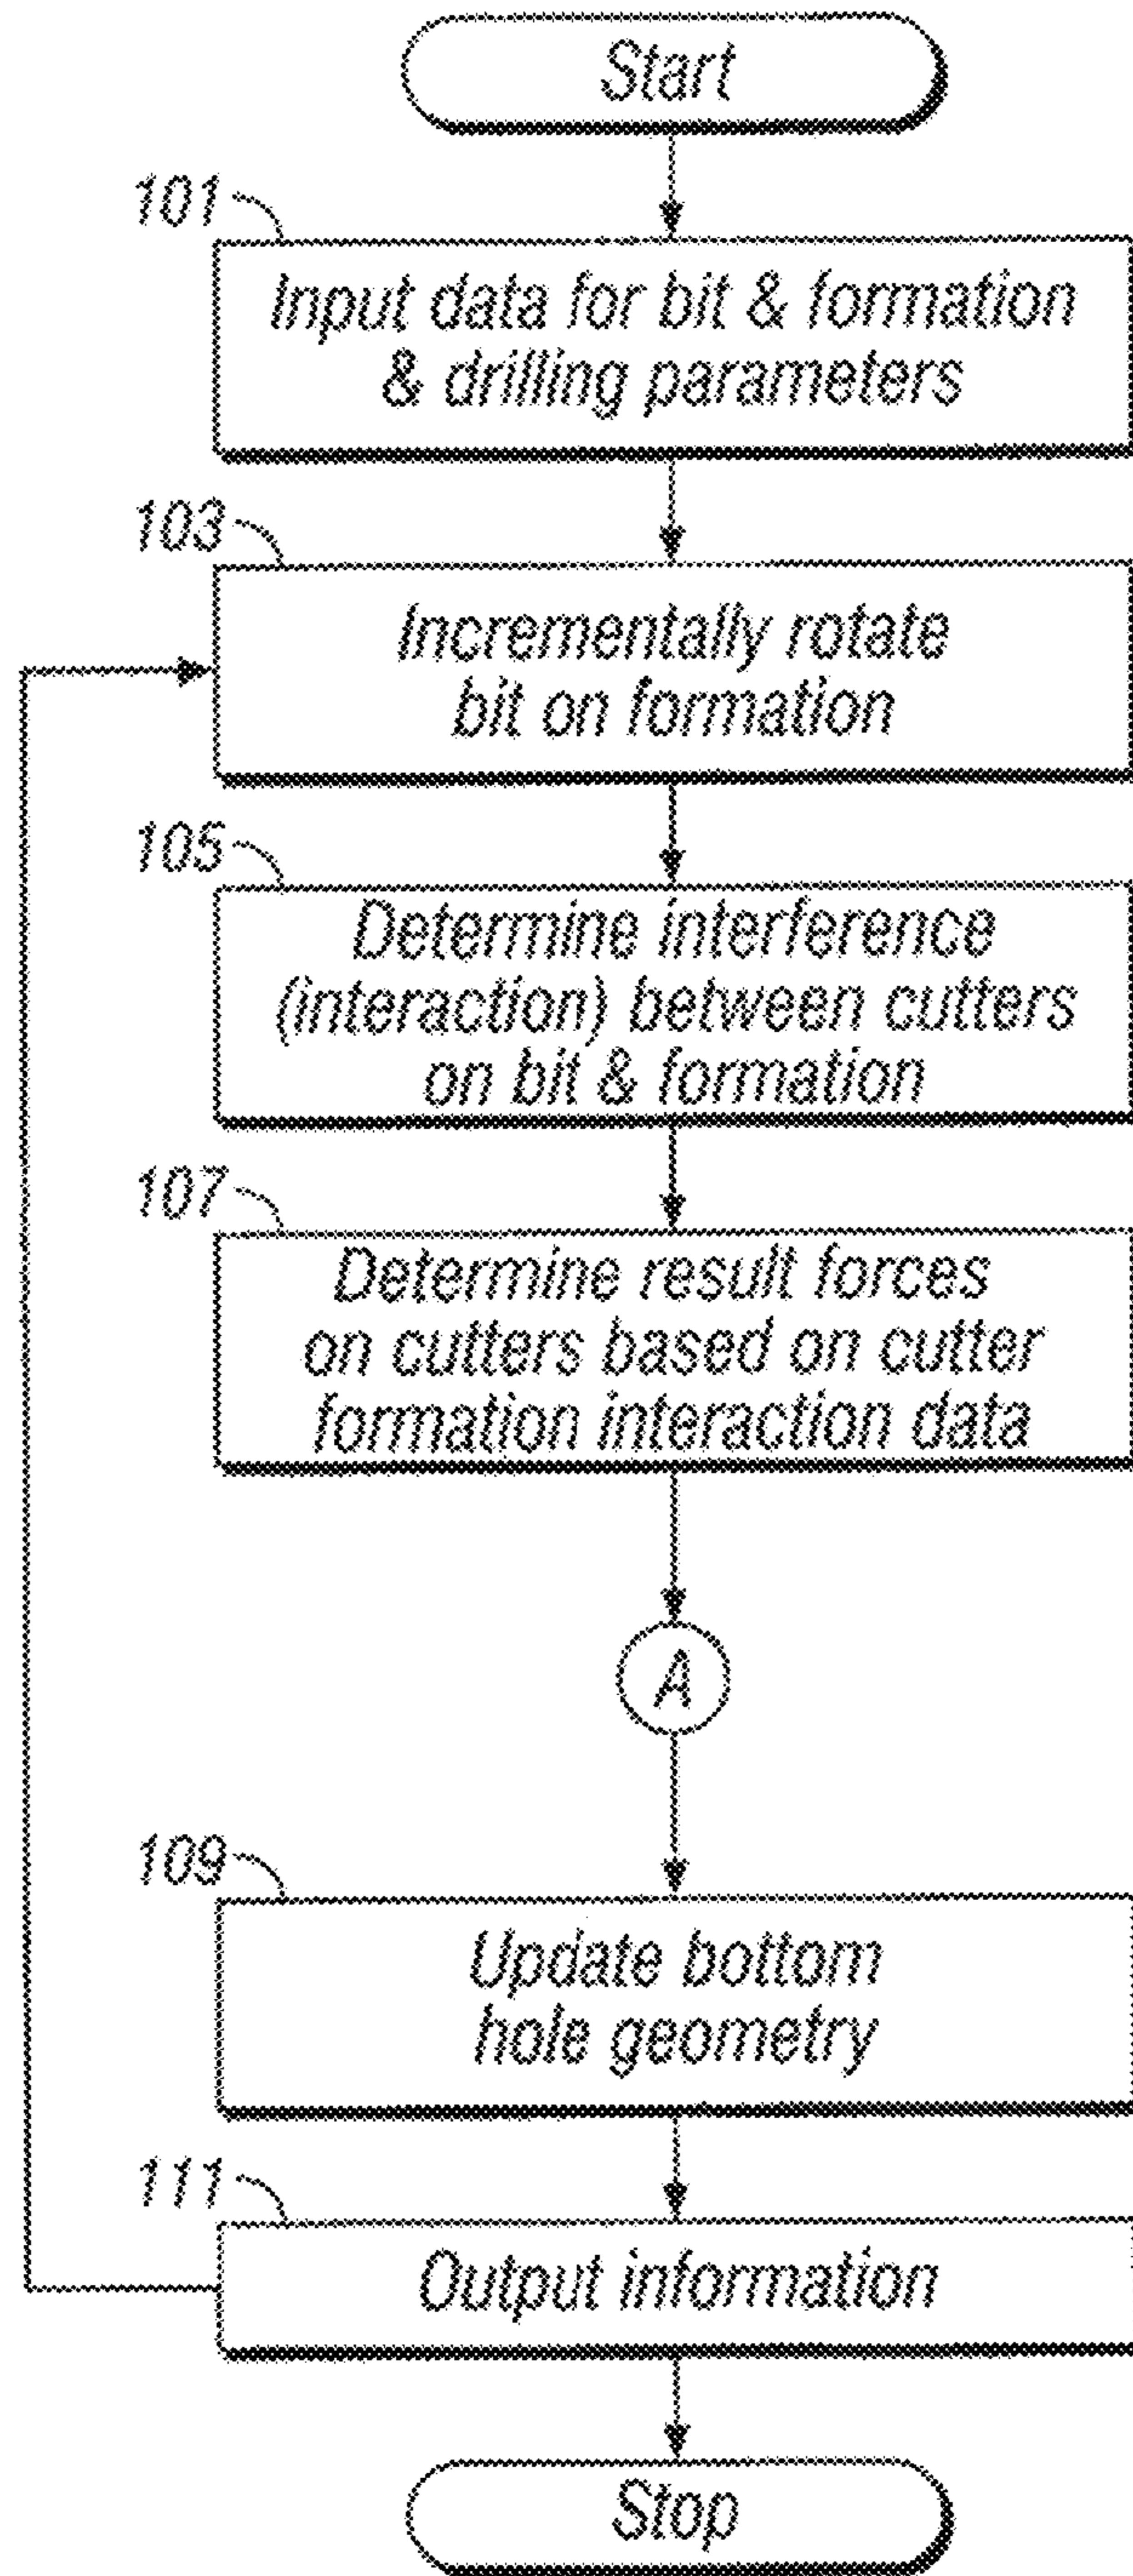 Start
101
Input data for bit & formation
& drilling parameters
103
Incrementally rotate
bit on formation
105
Determine interference
(interaction) between cutters
on bit & formation
107
Determine result forces
on cutters based on cutter
formation interaction data
A
109
Update bottom
hole geometry
111
Output information
Stop